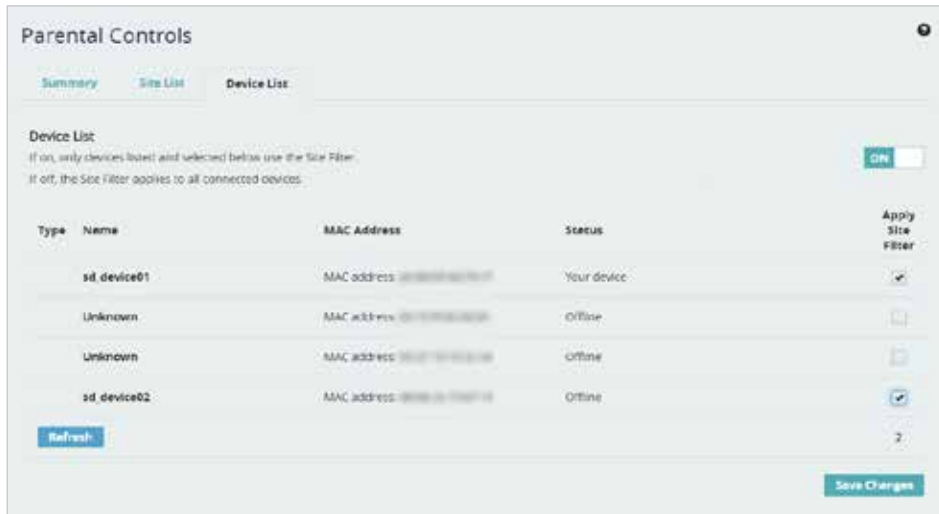 Parental Controls
Summary Site List Device List
Device List
If on, only devices listed and selected below use the Site Filter.
If off, the Site Filter applies to all connected devices.
ON
Type Name MAC Address Status Apply Site Filter
sd_device01 MAC address: Your device
Unknown MAC address: Offline
Unknown MAC address: Offline
sd_device02 MAC address: Offline
Refresh 2
Save Changes